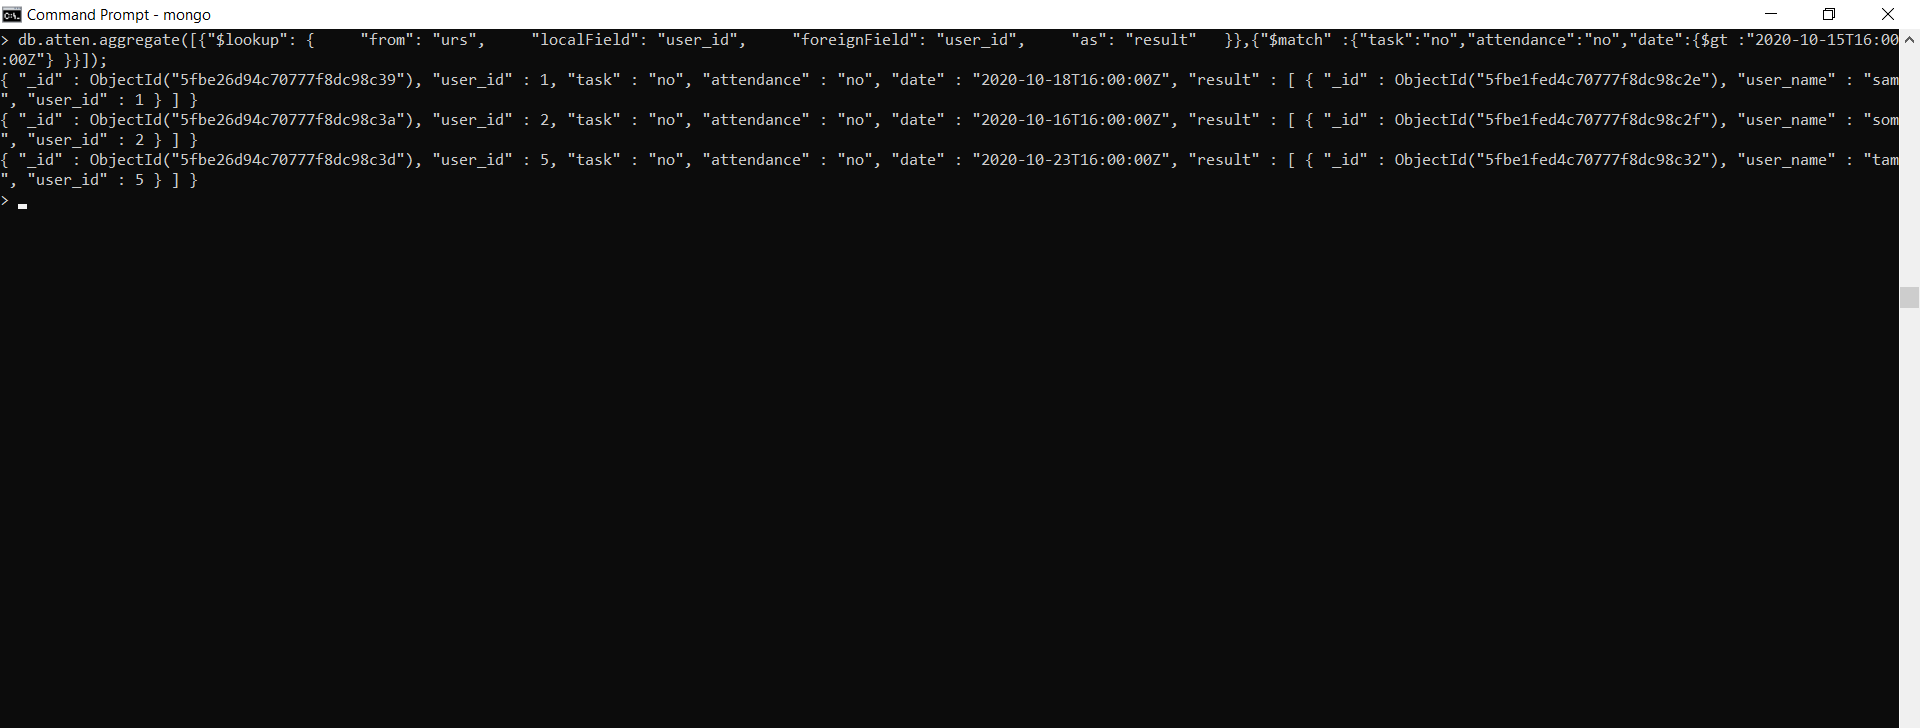 Command Prompt - mongo
> db.atten.aggregate([{"$lookup": {     "from": "urs",     "localField": "user_id",     "foreignField": "user_id",     "as": "result"   }},{"$match" :{"task":"no","attendance":"no","date":{$gt :"2020-10-15T16:00
:00Z"} }}]);
{ "_id" : ObjectId("5fbe26d94c70777f8dc98c39"), "user_id" : 1, "task" : "no", "attendance" : "no", "date" : "2020-10-18T16:00:00Z", "result" : [ { "_id" : ObjectId("5fbe1fed4c70777f8dc98c2e"), "user_name" : "sam
", "user_id" : 1 } ] }
{ "_id" : ObjectId("5fbe26d94c70777f8dc98c3a"), "user_id" : 2, "task" : "no", "attendance" : "no", "date" : "2020-10-16T16:00:00Z", "result" : [ { "_id" : ObjectId("5fbe1fed4c70777f8dc98c2f"), "user_name" : "som
", "user_id" : 2 } ] }
{ "_id" : ObjectId("5fbe26d94c70777f8dc98c3d"), "user_id" : 5, "task" : "no", "attendance" : "no", "date" : "2020-10-23T16:00:00Z", "result" : [ { "_id" : ObjectId("5fbe1fed4c70777f8dc98c32"), "user_name" : "tam
", "user_id" : 5 } ] }
>